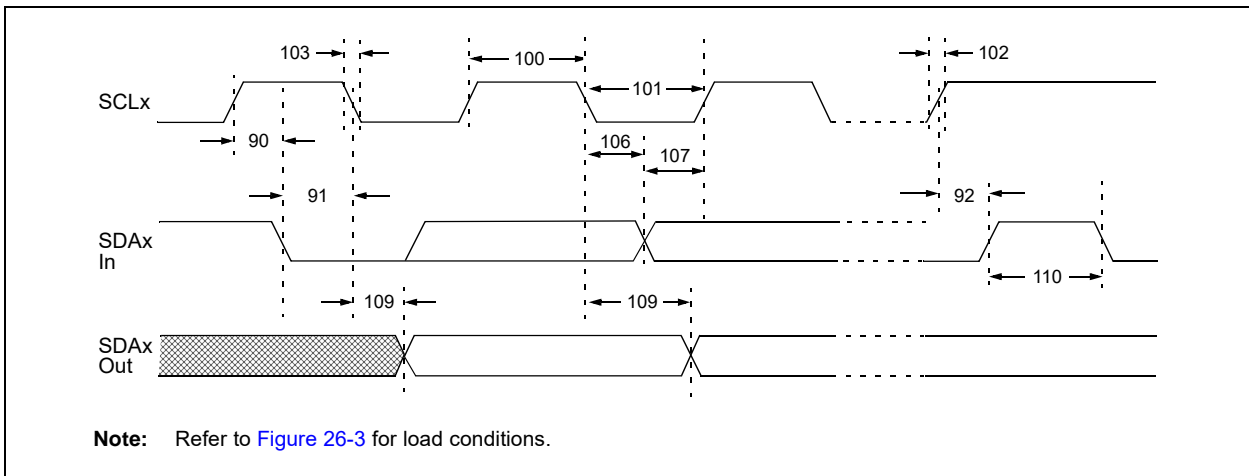 103
100
102
SCLx
101
90
106
107
91
92
SDAx
In
110
109
109
SDAx
Out
Note: Refer to Figure 26-3 for load conditions.